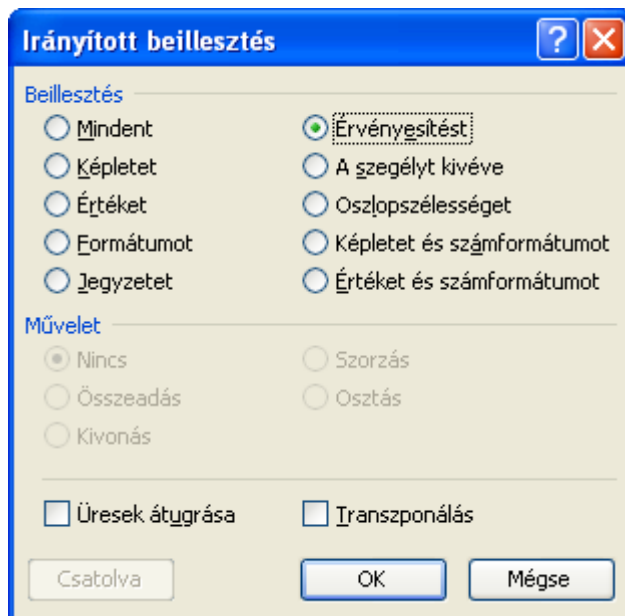 Irányított beillesztés
Beillesztés
Mindent
Érvényesítést
Képletet
A szegélyt kivéve
Értéket
Oszlopszélességet
Formátumot
Képletet és számformátumot
Jegyzetet
Értéket és számformátumot
Művelet
Nincs
Szorzás
Összeadás
Osztás
Kivonás
Üresek átugrása
Transzponálás
Csatolva
OK
Mégse